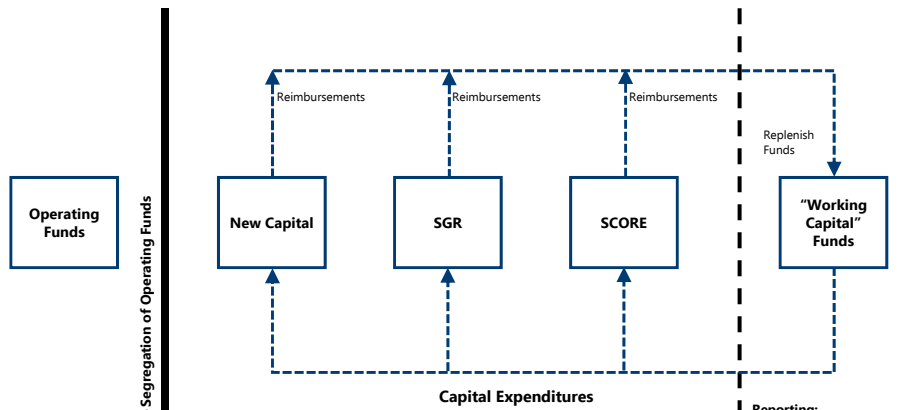 Reimbursements
Reimbursements
Reimbursements
Replenish
Funds
Operating
Funds
New Capital
SGR
SCORE
“Working
Capital”
Funds
Segregation of Operating Funds
Capital Expenditures
Reporting: